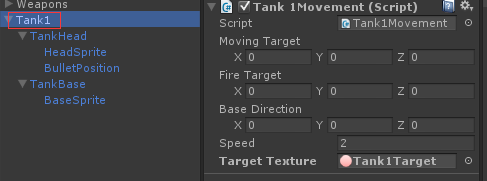 Weapons
Tank1
TankHead
HeadSprite
BulletPosition
TankBase
BaseSprite
Tank 1Movement (Script)
Script Tank1Movement
Moving Target
X 0 Y 0 Z 0
Fire Target
X 0 Y 0 Z 0
Base Direction
X 0 Y 0 Z 0
Speed 2
Target Texture Tank1Target